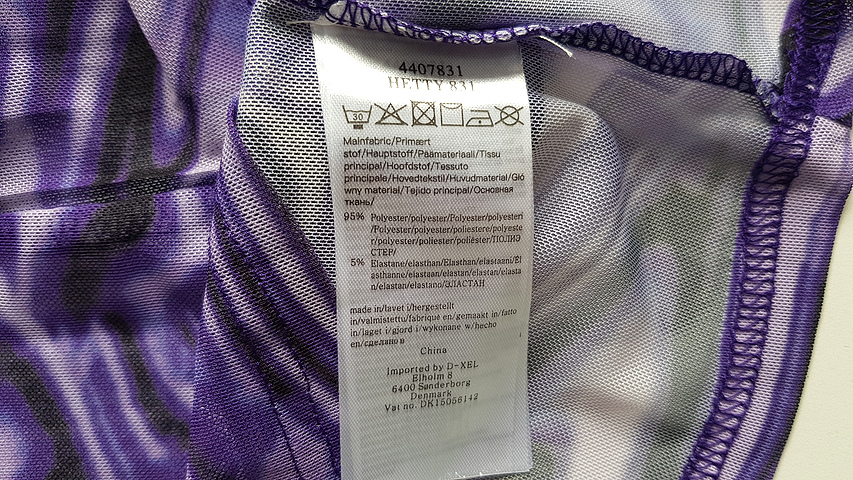 4407831
HETTY 831
30
Mainfabric/Primært
stof/Hauptstoff/Päämateriaali/Tissu
principal/Hoofdstof/Tessuto
principale/Hovedtekstil/Huvudmaterial/Głó
wny material/Tejido principal/Основная
ткань/
95% Polyester/polyester/Polyester/polyesteri
/Polyester/polyester/poliestere/polyeste
r/polyester/poliester/poliéster/ПОЛИЭ
СТЕР/
5% Elastane/elasthan/Elasthan/elastaani/Él
asthanne/elastaan/elastan/elastan/elasta
n/elastan/elastano/ЭЛАСТАН
made in/lavet i/hergestellt
in/valmistettu/fabriqué en/gemaakt in/fatto
in/laget i/gjord i/wykonane w/hecho
en/сделано в
China
Imported by D-XEL
Elholm 8
6400 Sønderborg
Denmark
Vat no. DK15056142